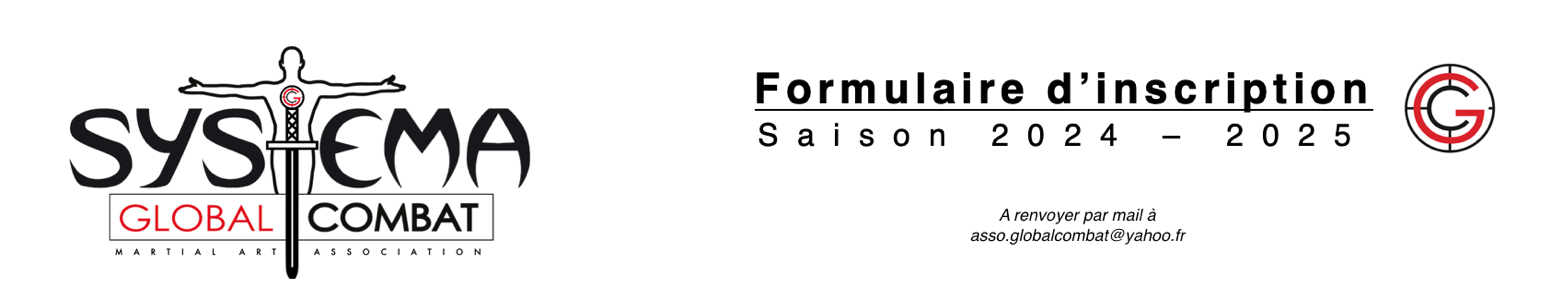 SYSTEMA
GLOBAL COMBAT
MARTIAL ART ASSOCIATION
Formulaire d’inscription
Saison 2024 – 2025
A renvoyer par mail à
asso.globalcombat@yahoo.fr